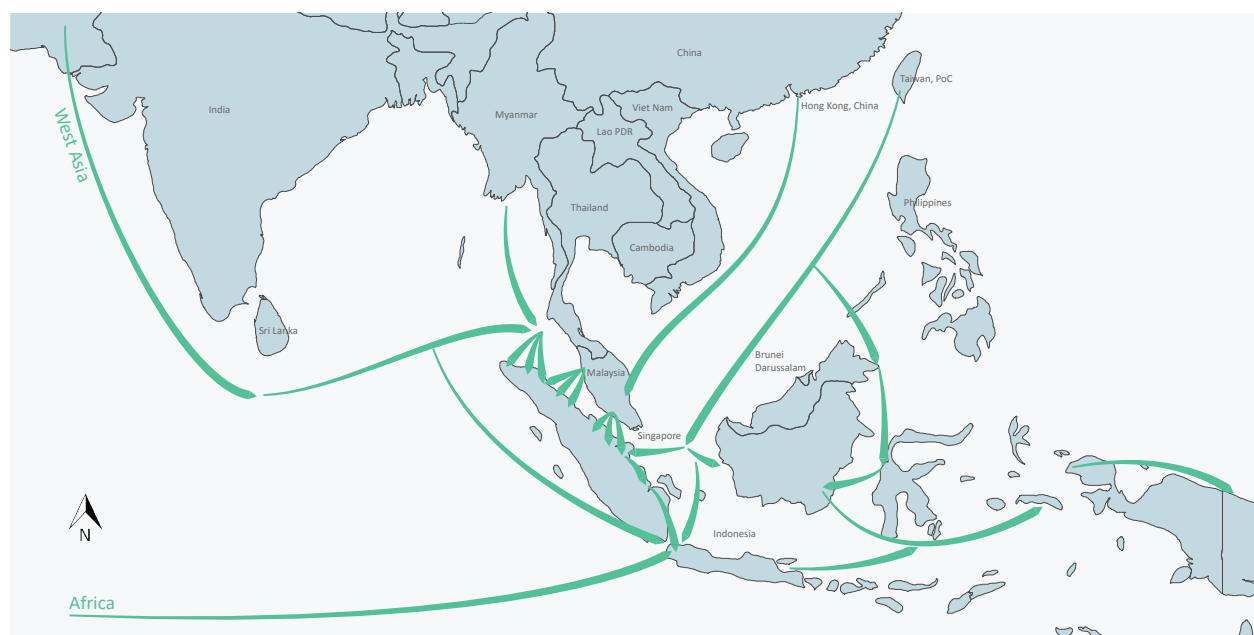 China
Taiwan, PoC
Hong Kong, China
India
Myanmar
Viet Nam
Lao PDR
West Asia
Thailand
Philippines
Cambodia
Sri Lanka
Brunei
Darussalam
Malaysia
Singapore
Indonesia
N
Africa